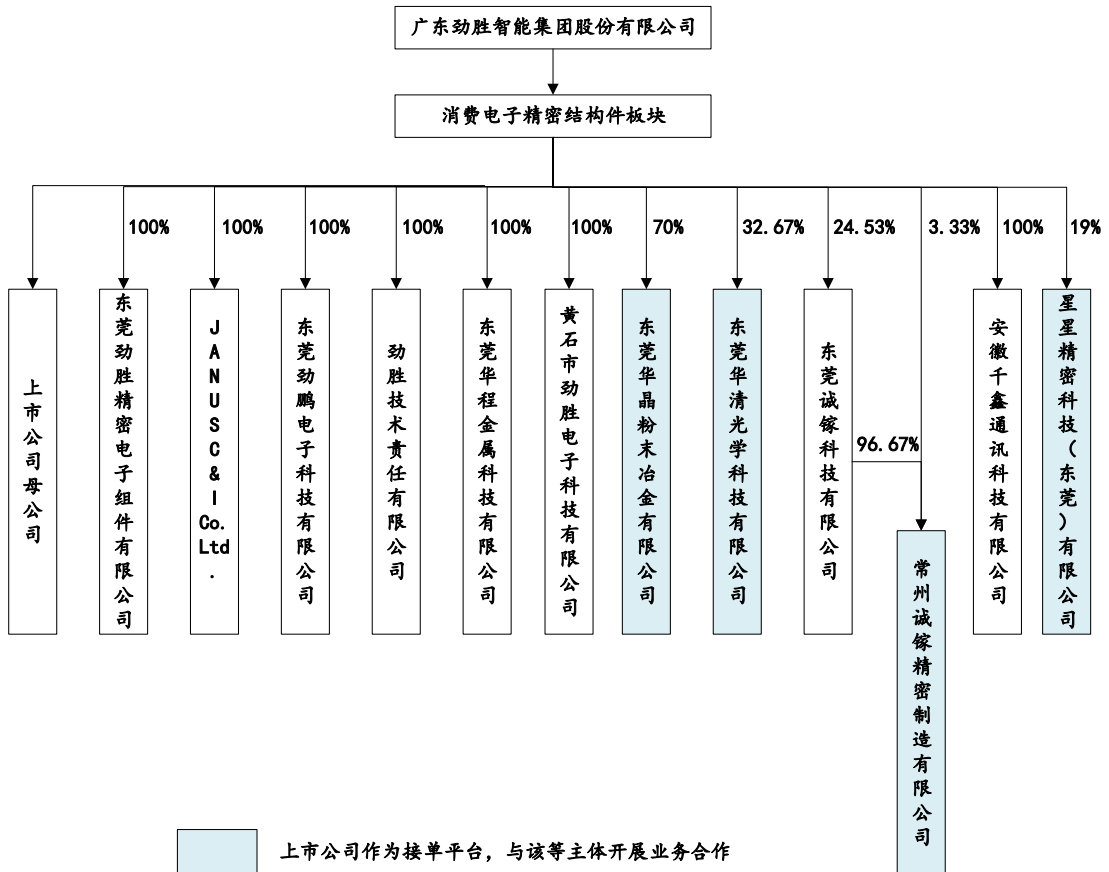 广东劲胜智能集团股份有限公司
消费电子精密结构件板块
100%
100%
100%
100%
100%
100%
70%
32.67%
24.53%
3.33%
100%
19%
上市公司母公司
东莞劲胜精密电子组件有限公司
JANUSC&I
Co.
Ltd
.
东莞劲鹏电子科技有限公司
劲胜技术责任有限公司
东莞华程金属科技有限公司
黄石市劲胜电子科技有限公司
东莞华晶粉末冶金有限公司
东莞华清光学科技有限公司
东莞诚镓科技有限公司
96.67%
常州诚镓精密制造有限公司
安徽千鑫通讯科技有限公司
星星精密科技（东莞）有限公司
上市公司作为接单平台，与该等主体开展业务合作